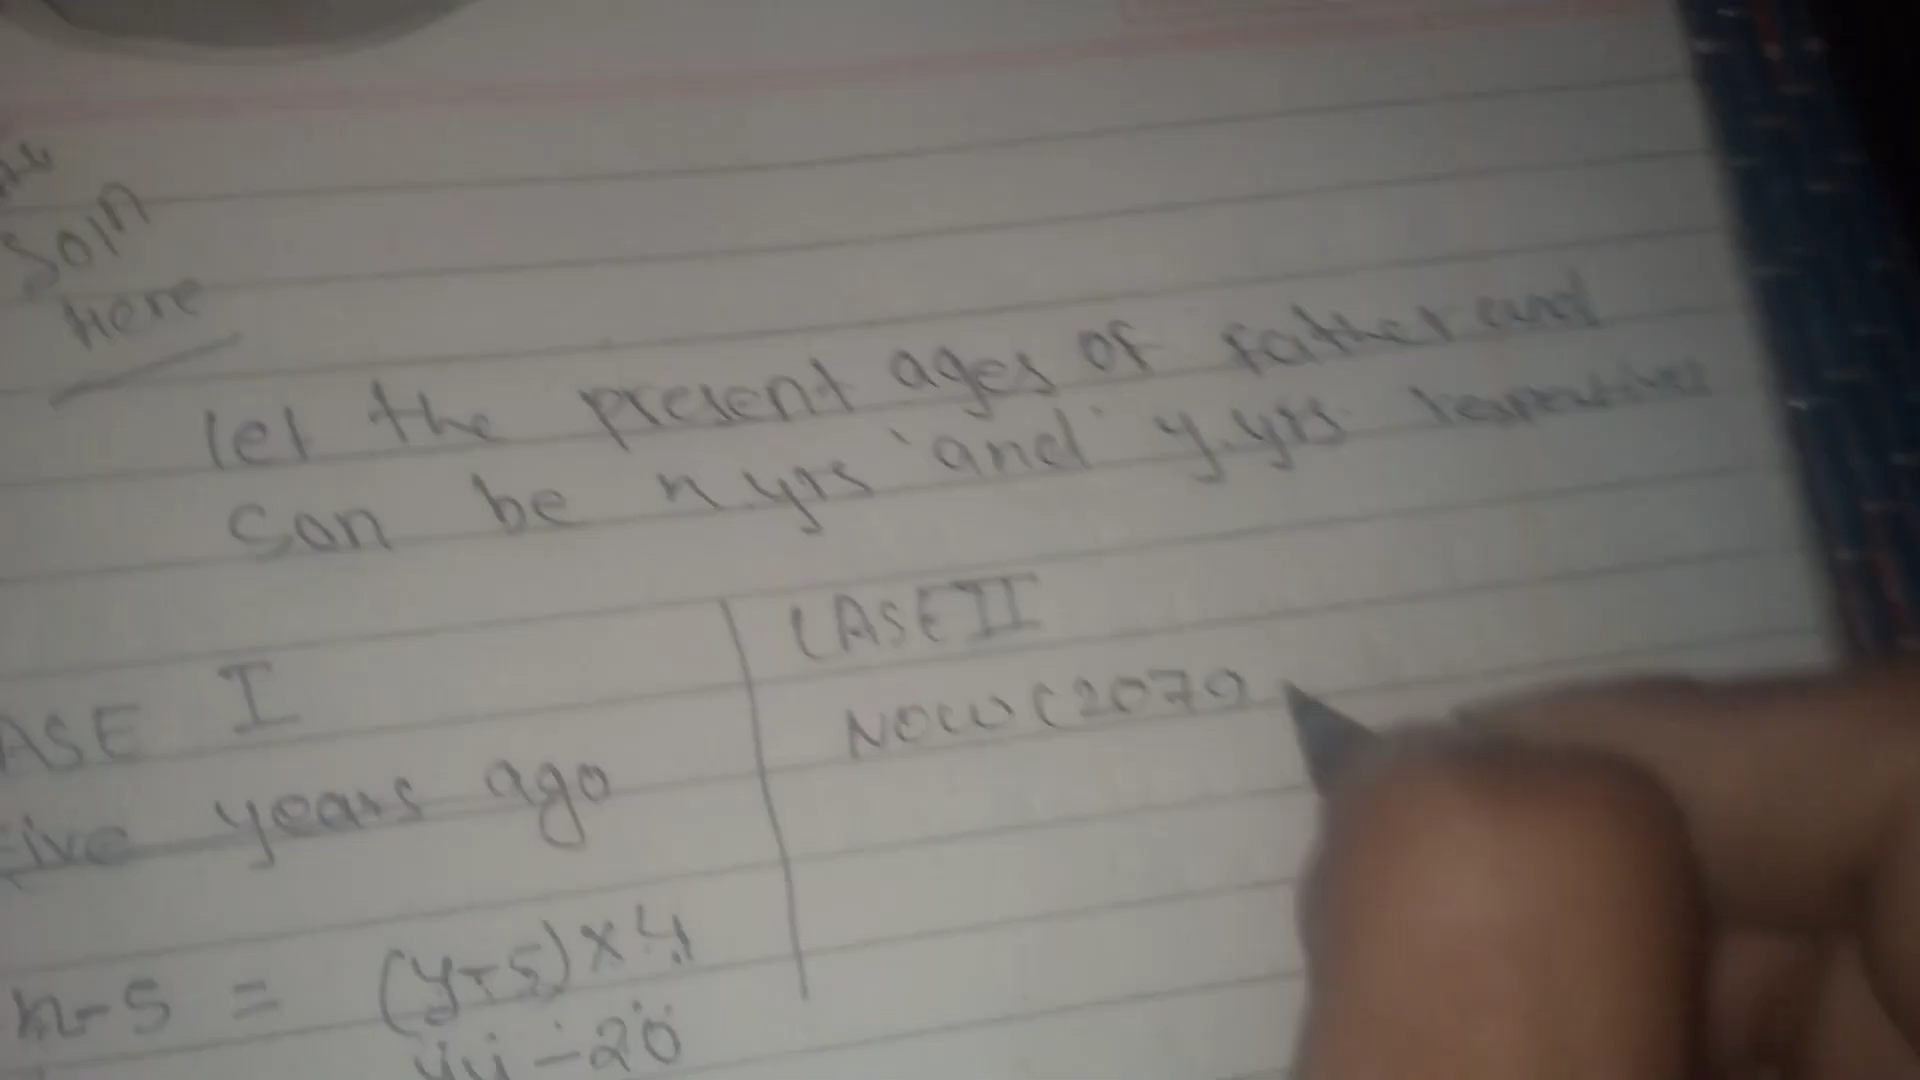 Soln
Here
let the present ages of father and
son be x yrs 'and' y yrs respectively
ASE I
five years ago
x-5 = (y-5)×4
4y-20
CASE II
Now (2079